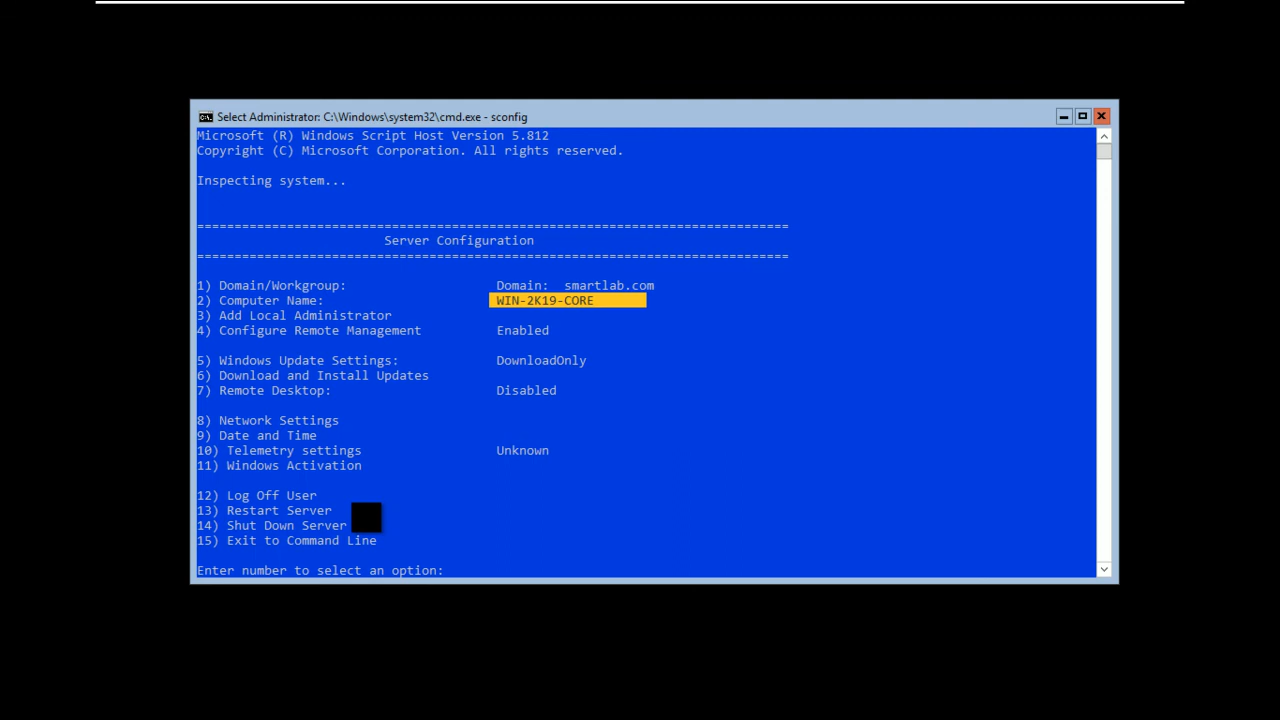 Select Administrator: C:\Windows\system32\cmd.exe - sconfig
Microsoft (R) Windows Script Host Version 5.812
Copyright (C) Microsoft Corporation. All rights reserved.
Inspecting system...
===============================================================================
Server Configuration
===============================================================================
1) Domain/Workgroup: Domain: smartlab.com
2) Computer Name: WIN-2K19-CORE
3) Add Local Administrator
4) Configure Remote Management Enabled
5) Windows Update Settings: DownloadOnly
6) Download and Install Updates
7) Remote Desktop: Disabled
8) Network Settings
9) Date and Time
10) Telemetry settings Unknown
11) Windows Activation
12) Log Off User
13) Restart Server
14) Shut Down Server
15) Exit to Command Line
Enter number to select an option: